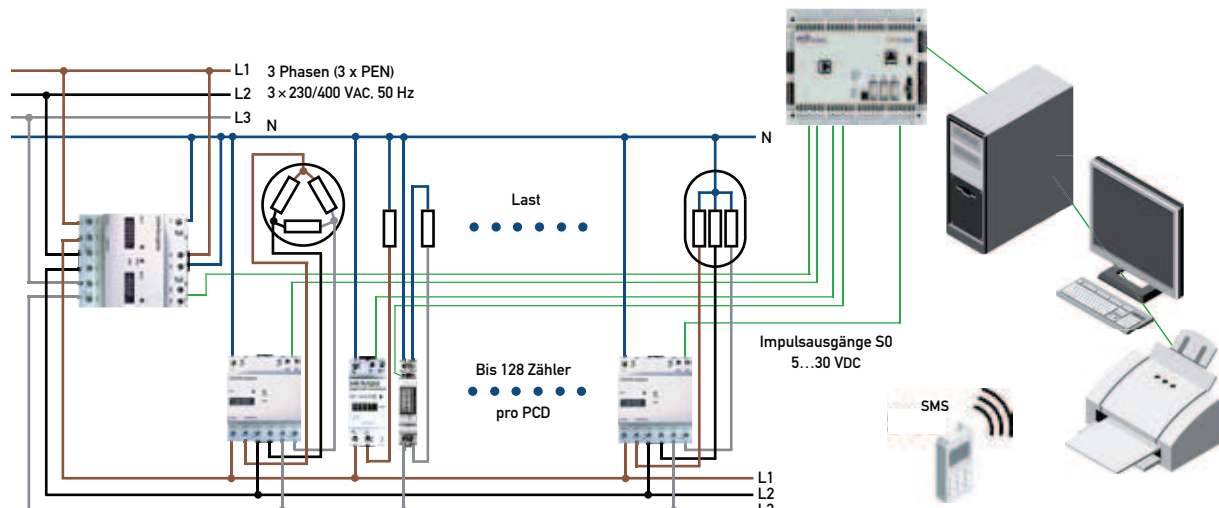 L1
3 Phasen (3 x PEN)
L2
3 × 230/400 VAC, 50 Hz
L3
N
N
Last
Impulsausgänge S0
5...30 VDC
Bis 128 Zähler
pro PCD
SMS
L1
L2